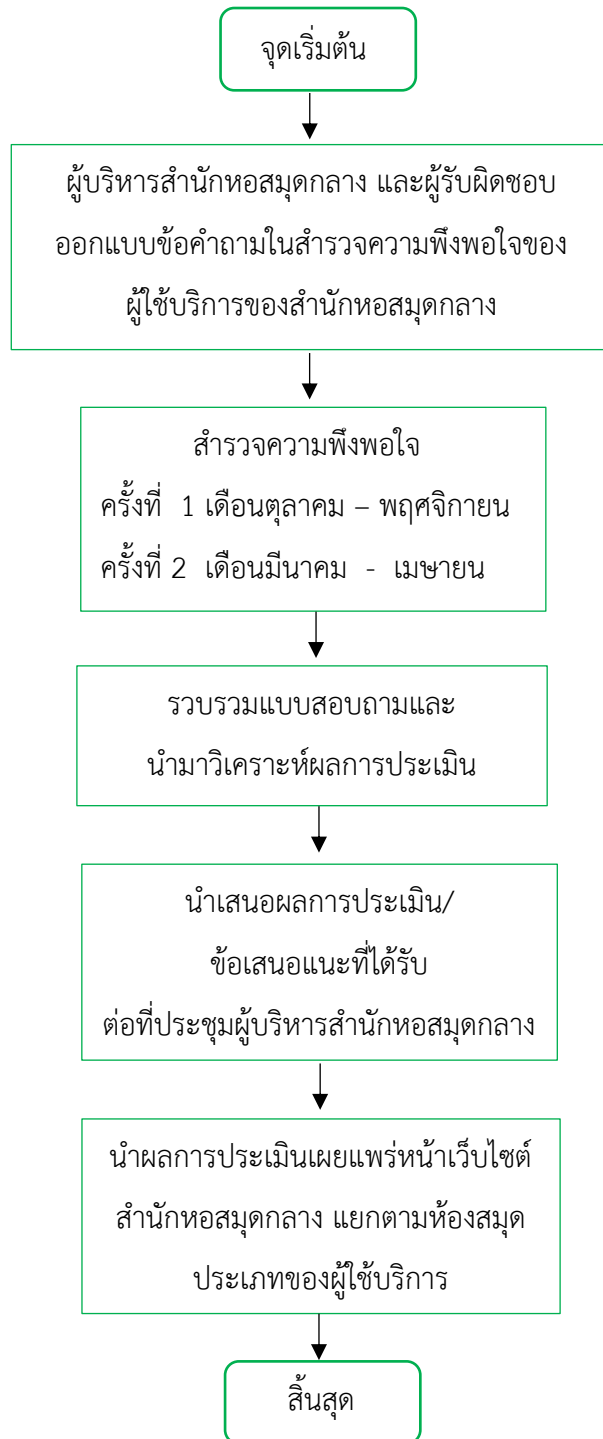 จุดเริ่มต้น
ผู้บริหารสำนักหอสมุดกลาง และผู้รับผิดชอบ
ออกแบบข้อคำถามในสำรวจความพึงพอใจของ
ผู้ใช้บริการของสำนักหอสมุดกลาง
สำรวจความพึงพอใจ
ครั้งที่ 1 เดือนตุลาคม – พฤศจิกายน
ครั้งที่ 2 เดือนมีนาคม - เมษายน
รวบรวมแบบสอบถามและ
นำมาวิเคราะห์ผลการประเมิน
นำเสนอผลการประเมิน/
ข้อเสนอแนะที่ได้รับ
ต่อที่ประชุมผู้บริหารสำนักหอสมุดกลาง
นำผลการประเมินเผยแพร่หน้าเว็บไซต์
สำนักหอสมุดกลาง แยกตามห้องสมุด
ประเภทของผู้ใช้บริการ
สิ้นสุด